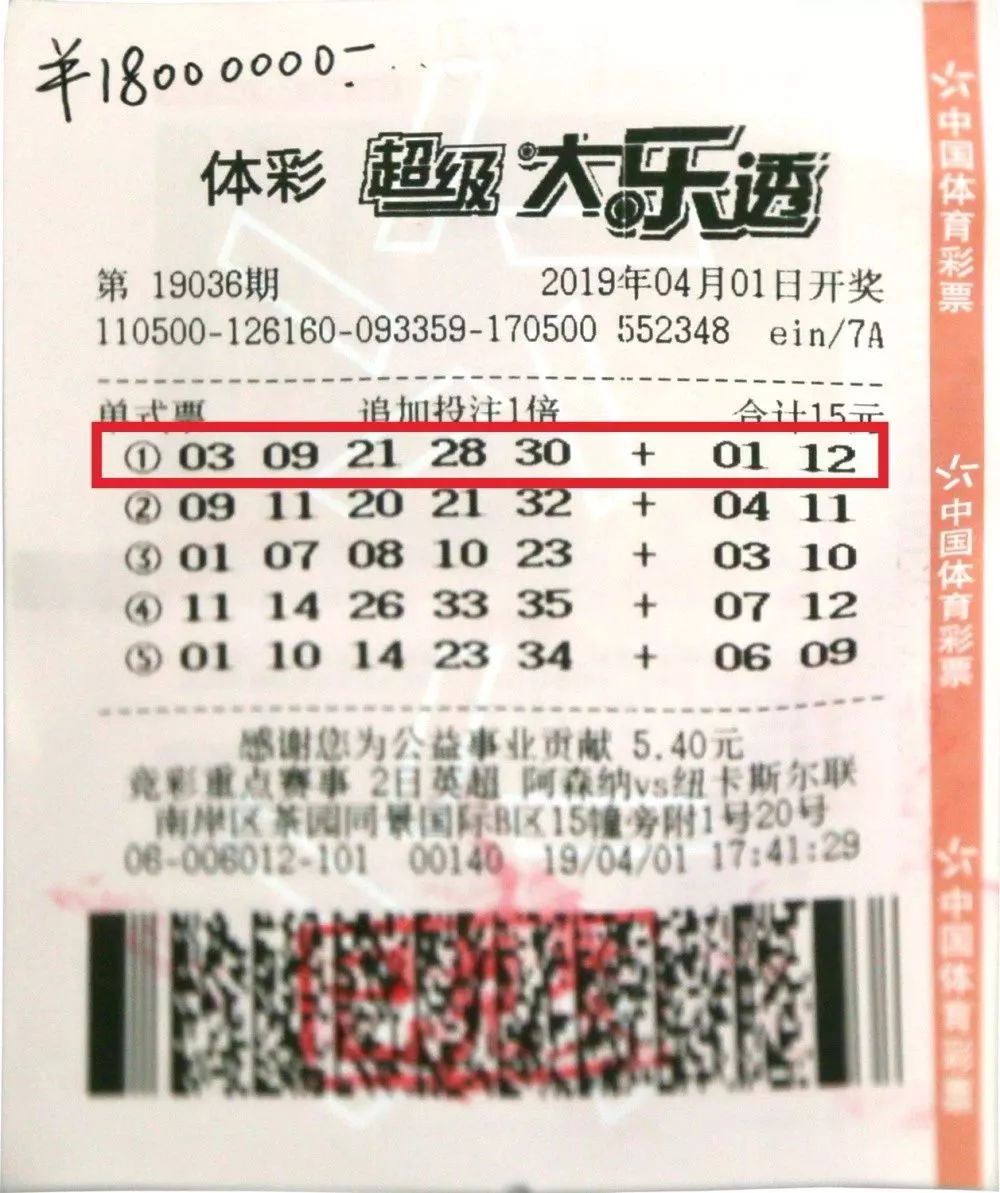 ¥18000000-
体彩 超级大乐透
第 19036期 2019年04月01日开奖
110500-126160-093359-170500 552348 ein/7A
单式票 追加投注1倍 合计15元
① 03 09 21 28 30 + 01 12
② 09 11 20 21 32 + 04 11
③ 01 07 08 10 23 + 03 10
④ 11 14 26 33 35 + 07 12
⑤ 01 10 14 23 34 + 06 09
感谢您为公益事业贡献 5.40元
竞彩重点赛事 2日英超 阿森纳vs纽卡斯尔联
南岸区茶园同景国际B区15幢旁附1号20号
06-006012-101 00140 19/04/01 17:41:29
中国体育彩票
中国体育彩票
中国体育彩票